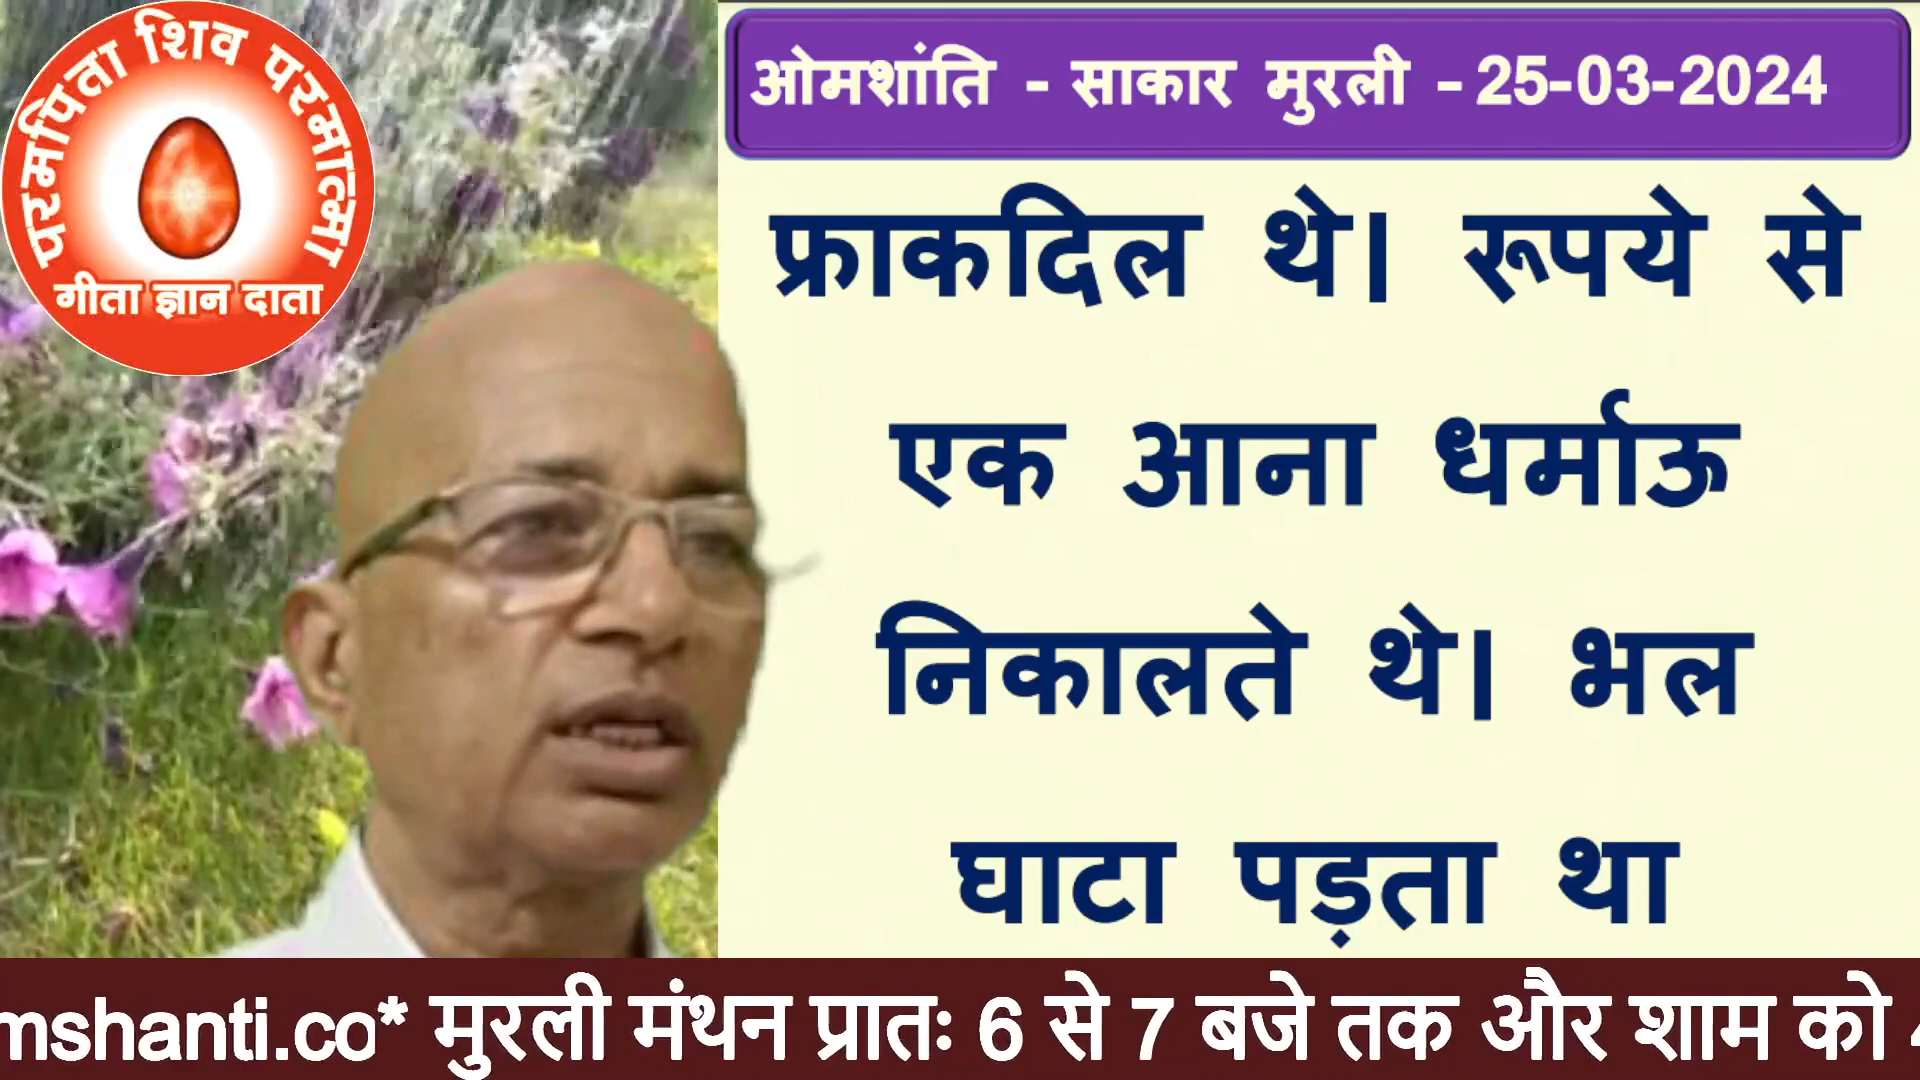 परमपिता शिव परमात्मा
गीता ज्ञान दाता
ओमशांति - साकार मुरली - 25-03-2024
फ्राकदिल थे। रूपये से
एक आना धर्माऊ
निकालते थे। भल
घाटा पड़ता था
mshanti.co* मुरली मंथन प्रातः 6 से 7 बजे तक और शाम को